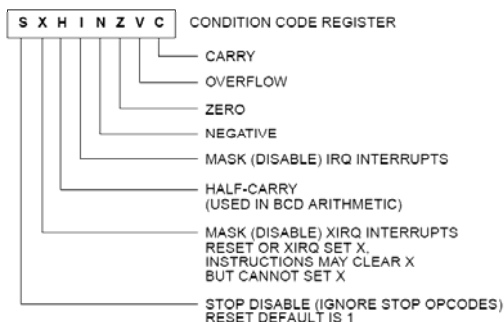 S X H I N Z V C CONDITION CODE REGISTER
CARRY
OVERFLOW
ZERO
NEGATIVE
MASK (DISABLE) IRQ INTERRUPTS
HALF-CARRY
(USED IN BCD ARITHMETIC)
MASK (DISABLE) XIRQ INTERRUPTS
RESET OR XIRQ SET X,
INSTRUCTIONS MAY CLEAR X
BUT CANNOT SET X
STOP DISABLE (IGNORE STOP OPCODES)
RESET DEFAULT IS 1